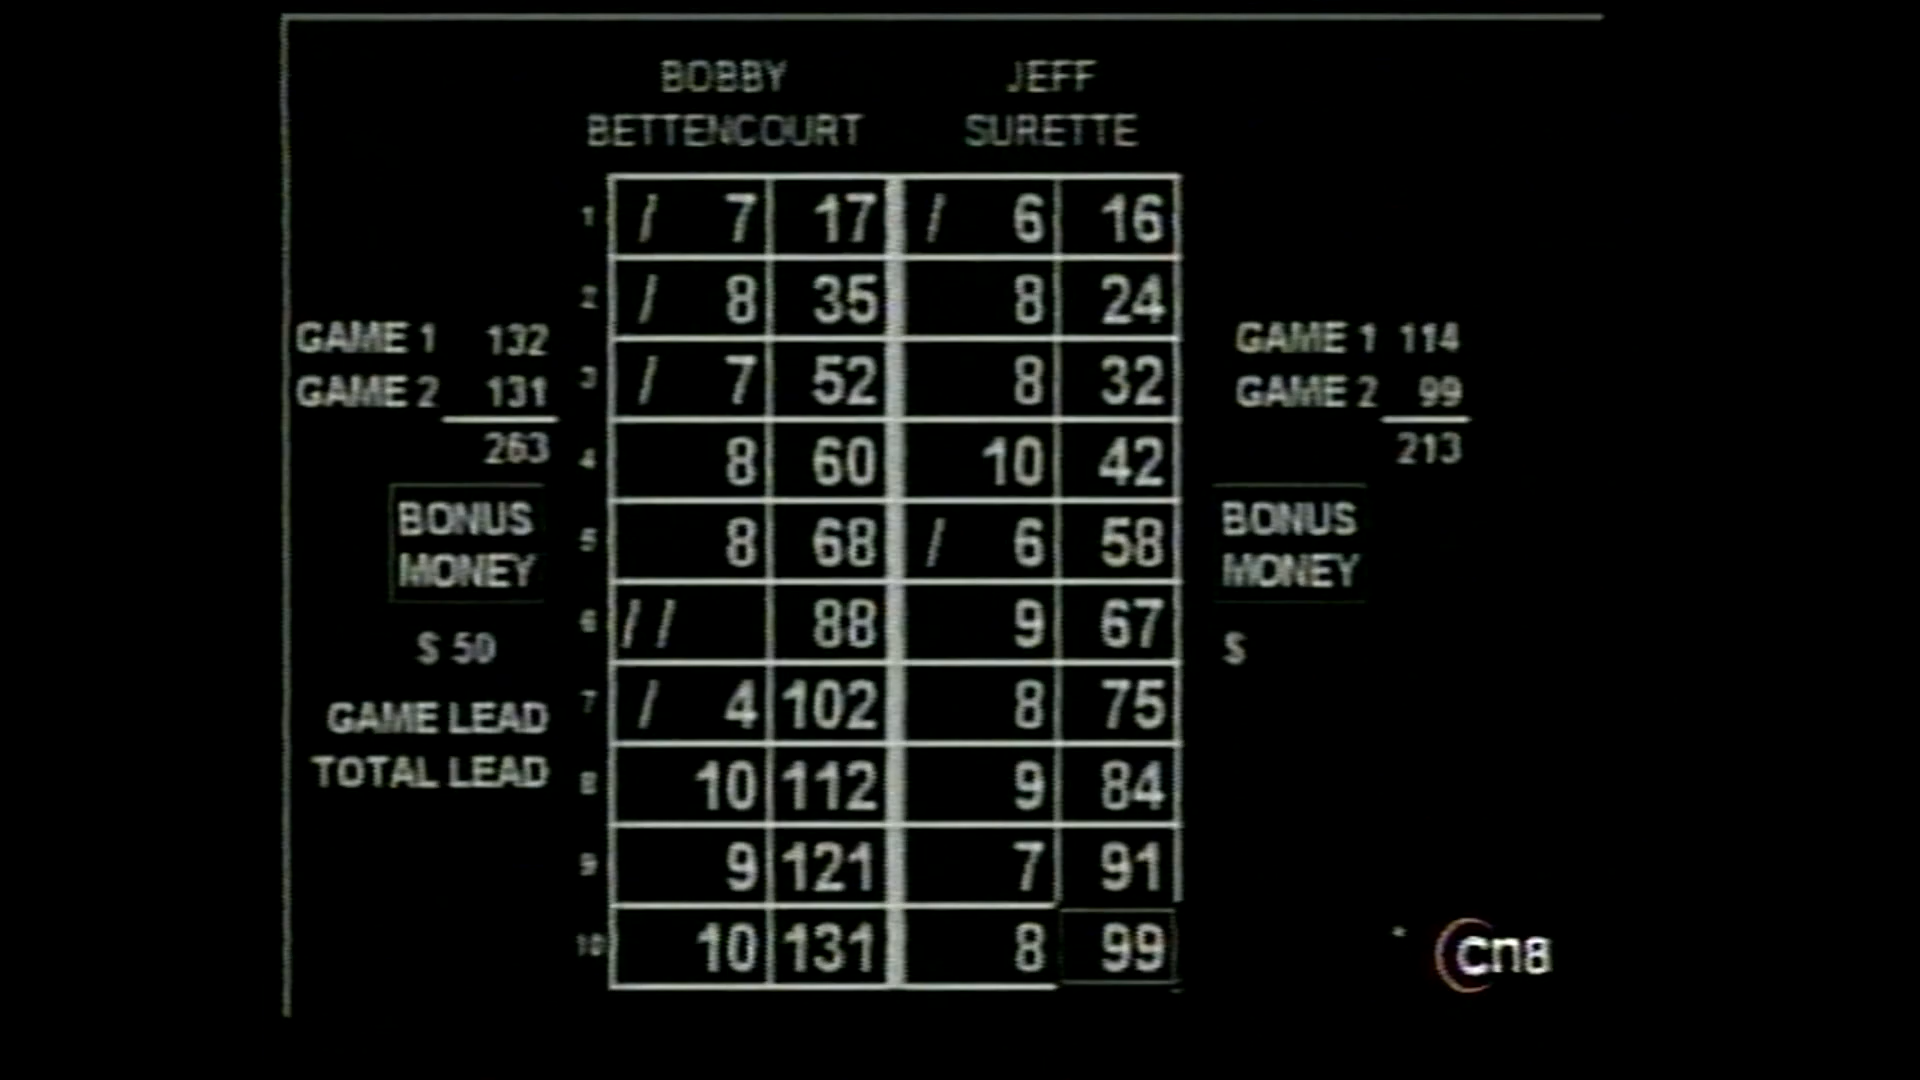 BOBBY BETTENCOURT
JEFF SURETTE
1 / 7 17 / 6 16
2 / 8 35 8 24
3 / 7 52 8 32
4 8 60 10 42
5 8 68 / 6 58
6 // 88 9 67
7 / 4 102 8 75
8 10 112 9 84
9 9 121 7 91
10 10 131 8 99
GAME 1 132
GAME 2 131
263
BONUS
MONEY
$ 50
GAME LEAD
TOTAL LEAD
GAME 1 114
GAME 2 99
213
BONUS
MONEY
$
cn8